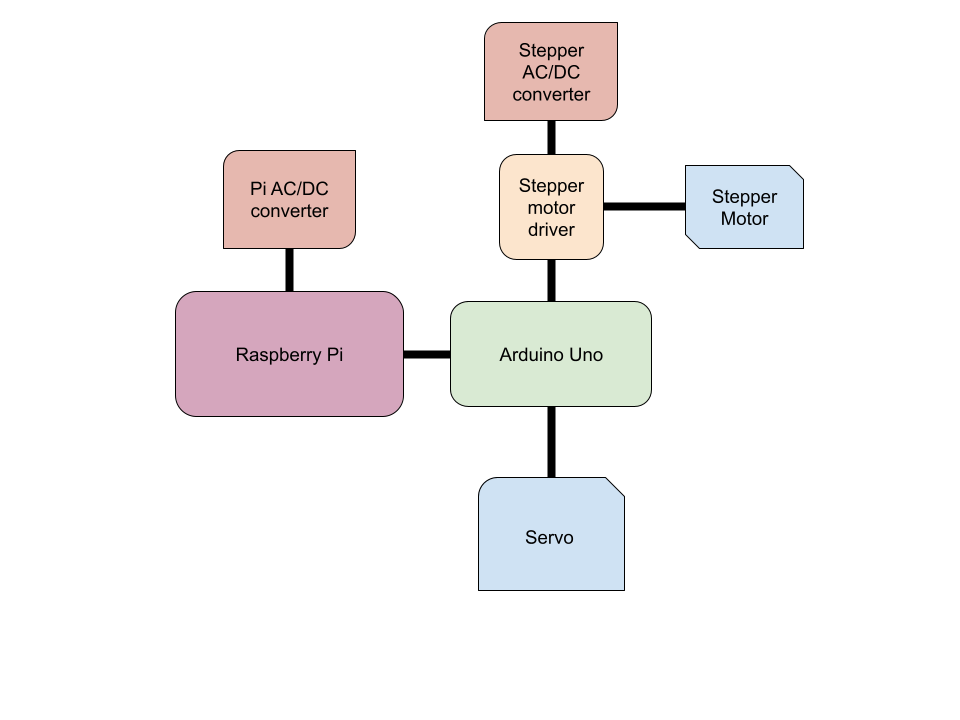 Stepper
AC/DC
converter
Pi AC/DC
converter
Stepper
motor
driver
Stepper
Motor
Raspberry Pi
Arduino Uno
Servo